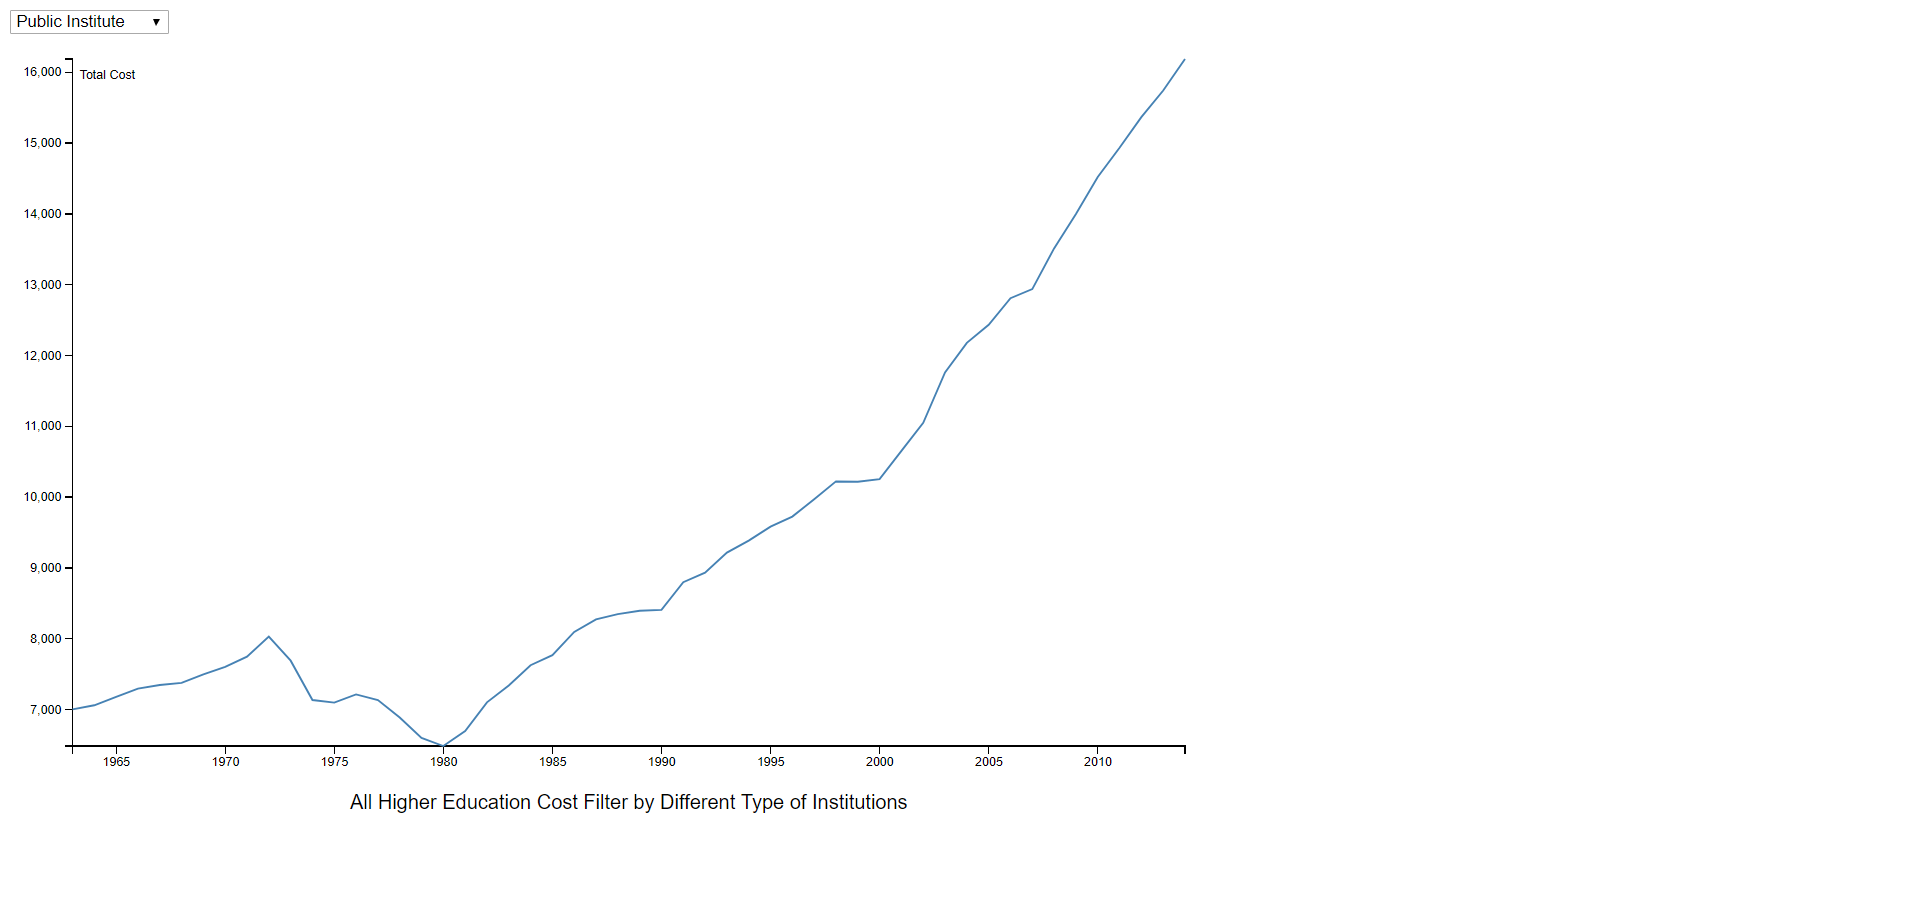 Public Institute
16,000
Total Cost
15,000
14,000
13,000
12,000
11,000
10,000
9,000
8,000
7,000
1965 1970 1975 1980 1985 1990 1995 2000 2005 2010
All Higher Education Cost Filter by Different Type of Institutions